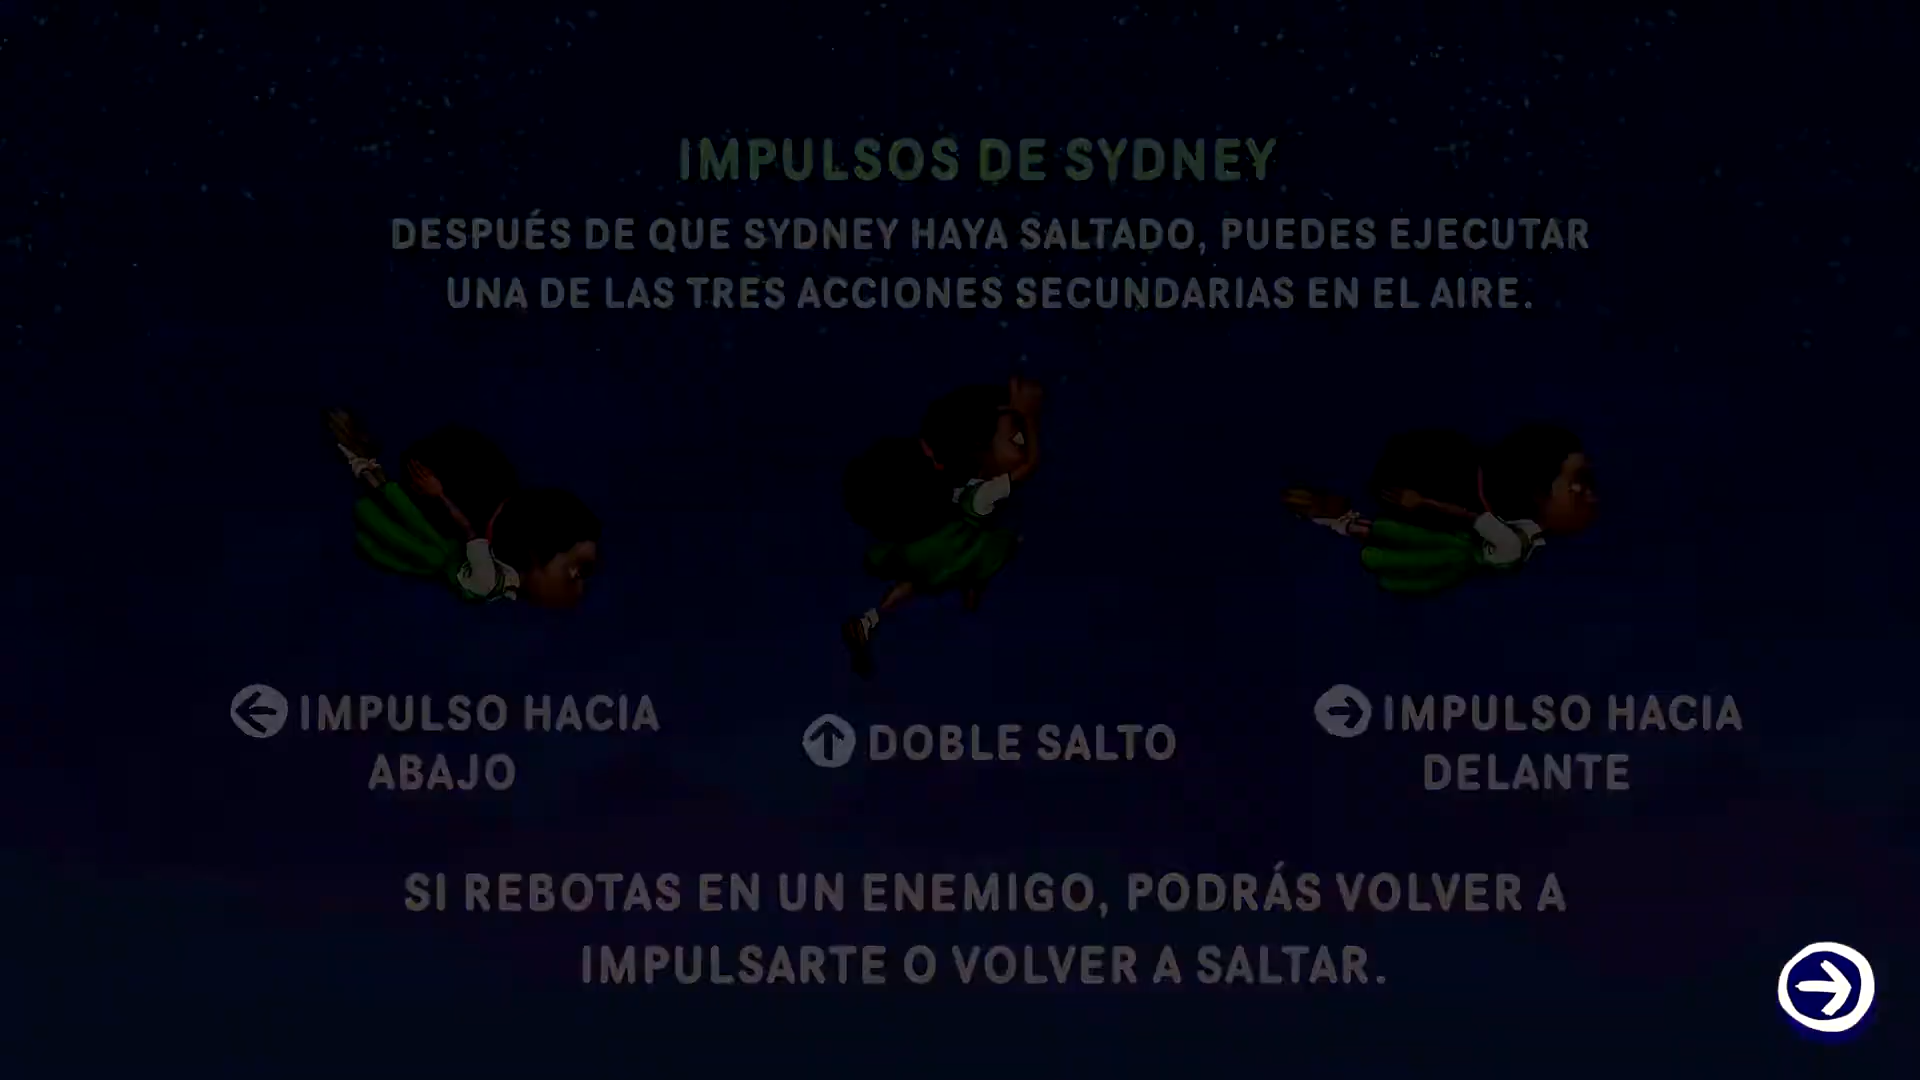 IMPULSOS DE SYDNEY
DESPUÉS DE QUE SYDNEY HAYA SALTADO, PUEDES EJECUTAR
UNA DE LAS TRES ACCIONES SECUNDARIAS EN EL AIRE.
IMPULSO HACIA
ABAJO
DOBLE SALTO
IMPULSO HACIA
DELANTE
SI REBOTAS EN UN ENEMIGO, PODRÁS VOLVER A
IMPULSARTE O VOLVER A SALTAR.